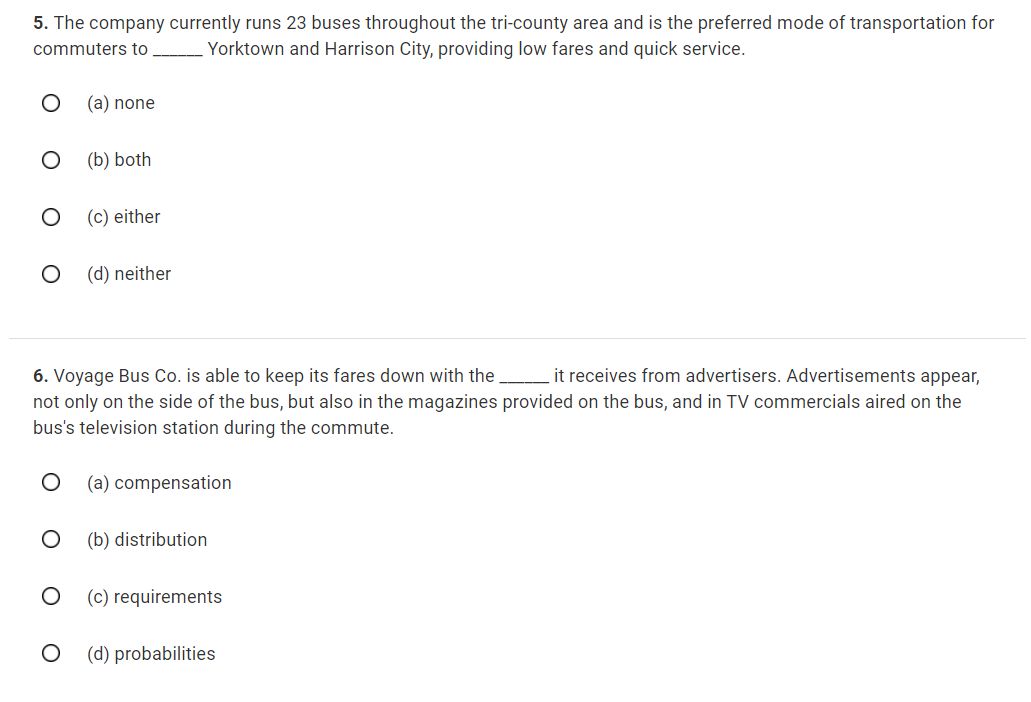 5. The company currently runs 23 buses throughout the tri-county area and is the preferred mode of transportation for
commuters to ______ Yorktown and Harrison City, providing low fares and quick service.
(a) none
(b) both
(c) either
(d) neither
6. Voyage Bus Co. is able to keep its fares down with the ______ it receives from advertisers. Advertisements appear,
not only on the side of the bus, but also in the magazines provided on the bus, and in TV commercials aired on the
bus's television station during the commute.
(a) compensation
(b) distribution
(c) requirements
(d) probabilities